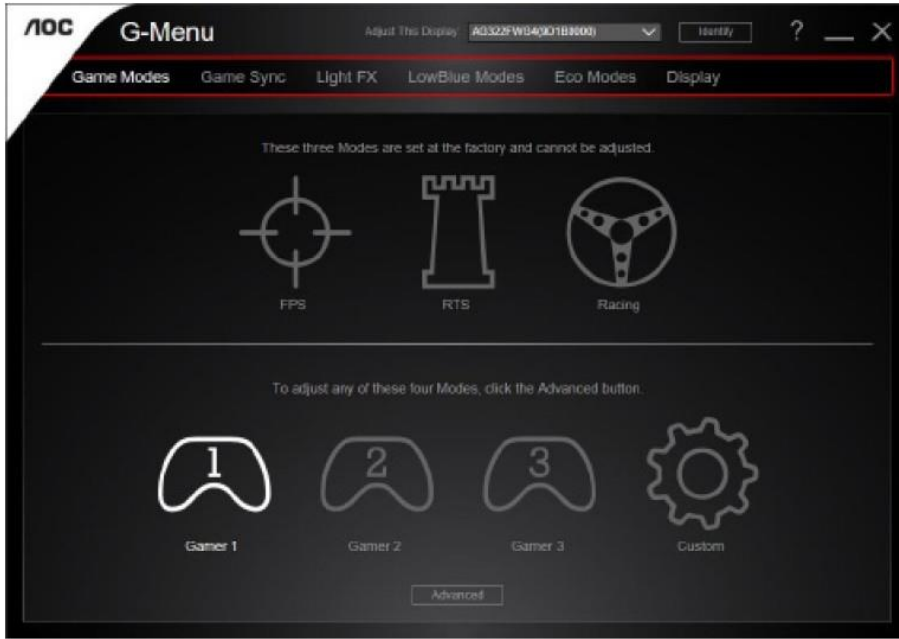 AOC G-Menu Adjust This Display: AG322FWG4(9D1B0000) Identify ?
Game Modes Game Sync Light FX LowBlue Modes Eco Modes Display
These three Modes are set at the factory and cannot be adjusted.
FPS RTS Racing
To adjust any of these four Modes, click the Advanced button.
1 2 3
Gamer 1 Gamer 2 Gamer 3 Custom
Advanced